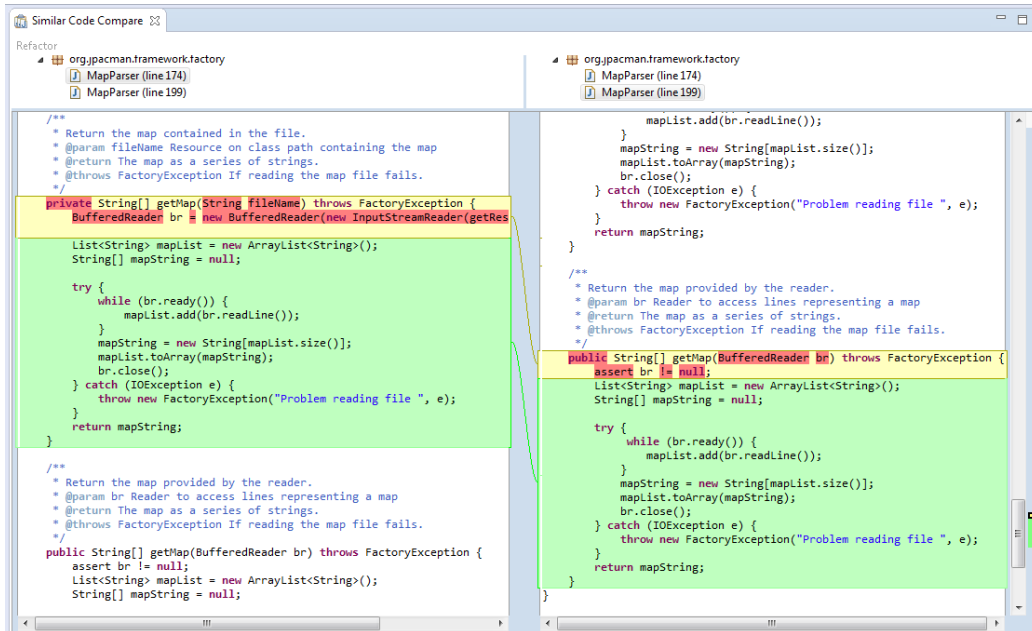 Similar Code Compare
Refactor
org.jpacman.framework.factory
MapParser (line 174)
MapParser (line 199)
/**
* Return the map contained in the file.
* @param fileName Resource on class path containing the map
* @return The map as a series of strings.
* @throws FactoryException If reading the map file fails.
*/
private String[] getMap(String fileName) throws FactoryException {
BufferedReader br = new BufferedReader(new InputStreamReader(getRes
List<String> mapList = new ArrayList<String>();
String[] mapString = null;
try {
while (br.ready()) {
mapList.add(br.readLine());
}
mapString = new String[mapList.size()];
mapList.toArray(mapString);
br.close();
} catch (IOException e) {
throw new FactoryException("Problem reading file ", e);
}
return mapString;
}
/**
* Return the map provided by the reader.
* @param br Reader to access lines representing a map
* @return The map as a series of strings.
* @throws FactoryException If reading the map file fails.
*/
public String[] getMap(BufferedReader br) throws FactoryException {
assert br != null;
List<String> mapList = new ArrayList<String>();
String[] mapString = null;
org.jpacman.framework.factory
MapParser (line 174)
MapParser (line 199)
mapList.add(br.readLine());
}
mapString = new String[mapList.size()];
mapList.toArray(mapString);
br.close();
} catch (IOException e) {
throw new FactoryException("Problem reading file ", e);
}
return mapString;
}
/**
* Return the map provided by the reader.
* @param br Reader to access lines representing a map
* @return The map as a series of strings.
* @throws FactoryException If reading the map file fails.
*/
public String[] getMap(BufferedReader br) throws FactoryException {
assert br != null;
List<String> mapList = new ArrayList<String>();
String[] mapString = null;
try {
while (br.ready()) {
mapList.add(br.readLine());
}
mapString = new String[mapList.size()];
mapList.toArray(mapString);
br.close();
} catch (IOException e) {
throw new FactoryException("Problem reading file ", e);
}
return mapString;
}
}